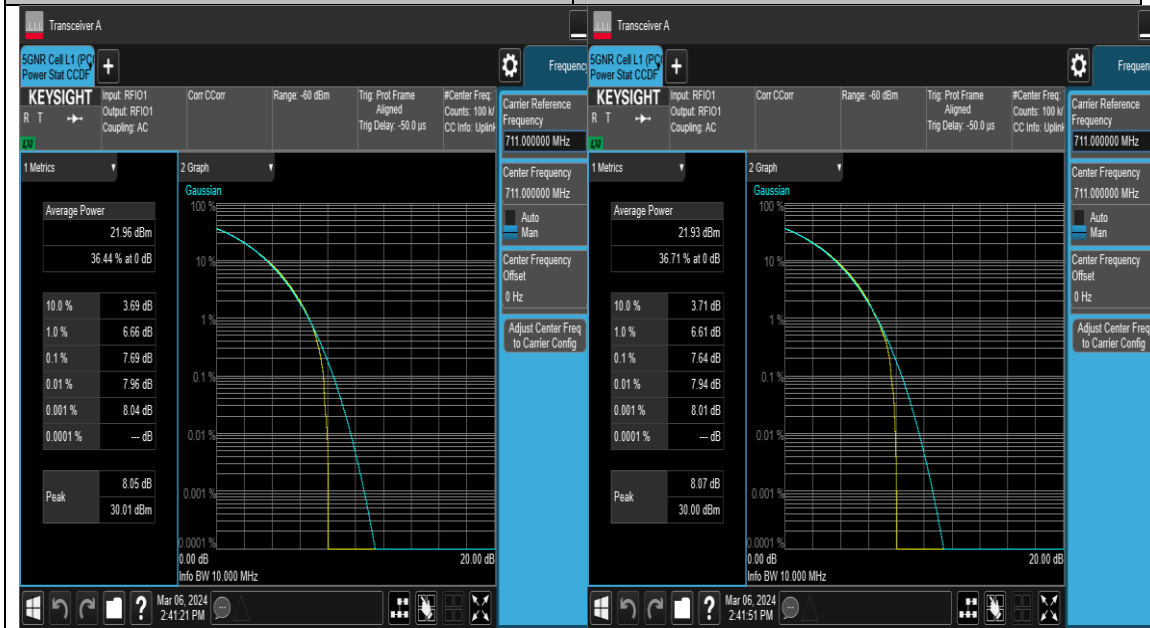 Transceiver A
5GNR Cell L1 (PC
Power Stat CCDF
+
Frequency
KEYSIGHT
R T
LXI
Input: RFIO1
Output: RFIO1
Coupling: AC
Corr CCorr
Range: -60 dBm
Trig: Prot Frame
Aligned
Trig Delay: -50.0 µs
#Center Freq:
Counts: 100 k/
CC Info: Uplink
Carrier Reference
Frequency
711.000000 MHz
Center Frequency
711.000000 MHz
Auto
Man
Center Frequency
Offset
0 Hz
Adjust Center Freq
to Carrier Config
1 Metrics
Average Power
21.96 dBm
36.44 % at 0 dB
10.0 % 3.69 dB
1.0 % 6.66 dB
0.1 % 7.69 dB
0.01 % 7.96 dB
0.001 % 8.04 dB
0.0001 % --- dB
Peak
8.05 dB
30.01 dBm
2 Graph
Gaussian
100 %
10 %
1 %
0.1 %
0.01 %
0.001 %
0.0001 %
0.00 dB
20.00 dB
Info BW 10.000 MHz
?
Mar 06, 2024
2:41:21 PM
Transceiver A
5GNR Cell L1 (PC
Power Stat CCDF
+
Frequen
KEYSIGHT
R T
LXI
Input: RFIO1
Output: RFIO1
Coupling: AC
Corr CCorr
Range: -60 dBm
Trig: Prot Frame
Aligned
Trig Delay: -50.0 µs
#Center Freq:
Counts: 100 k/
CC Info: Uplink
Carrier Reference
Frequency
711.000000 MHz
Center Frequency
711.000000 MHz
Auto
Man
Center Frequency
Offset
0 Hz
Adjust Center Freq
to Carrier Config
1 Metrics
Average Power
21.93 dBm
36.71 % at 0 dB
10.0 % 3.71 dB
1.0 % 6.61 dB
0.1 % 7.64 dB
0.01 % 7.94 dB
0.001 % 8.01 dB
0.0001 % --- dB
Peak
8.07 dB
30.00 dBm
2 Graph
Gaussian
100 %
10 %
1 %
0.1 %
0.01 %
0.001 %
0.0001 %
0.00 dB
20.00 dB
Info BW 10.000 MHz
?
Mar 06, 2024
2:41:51 PM